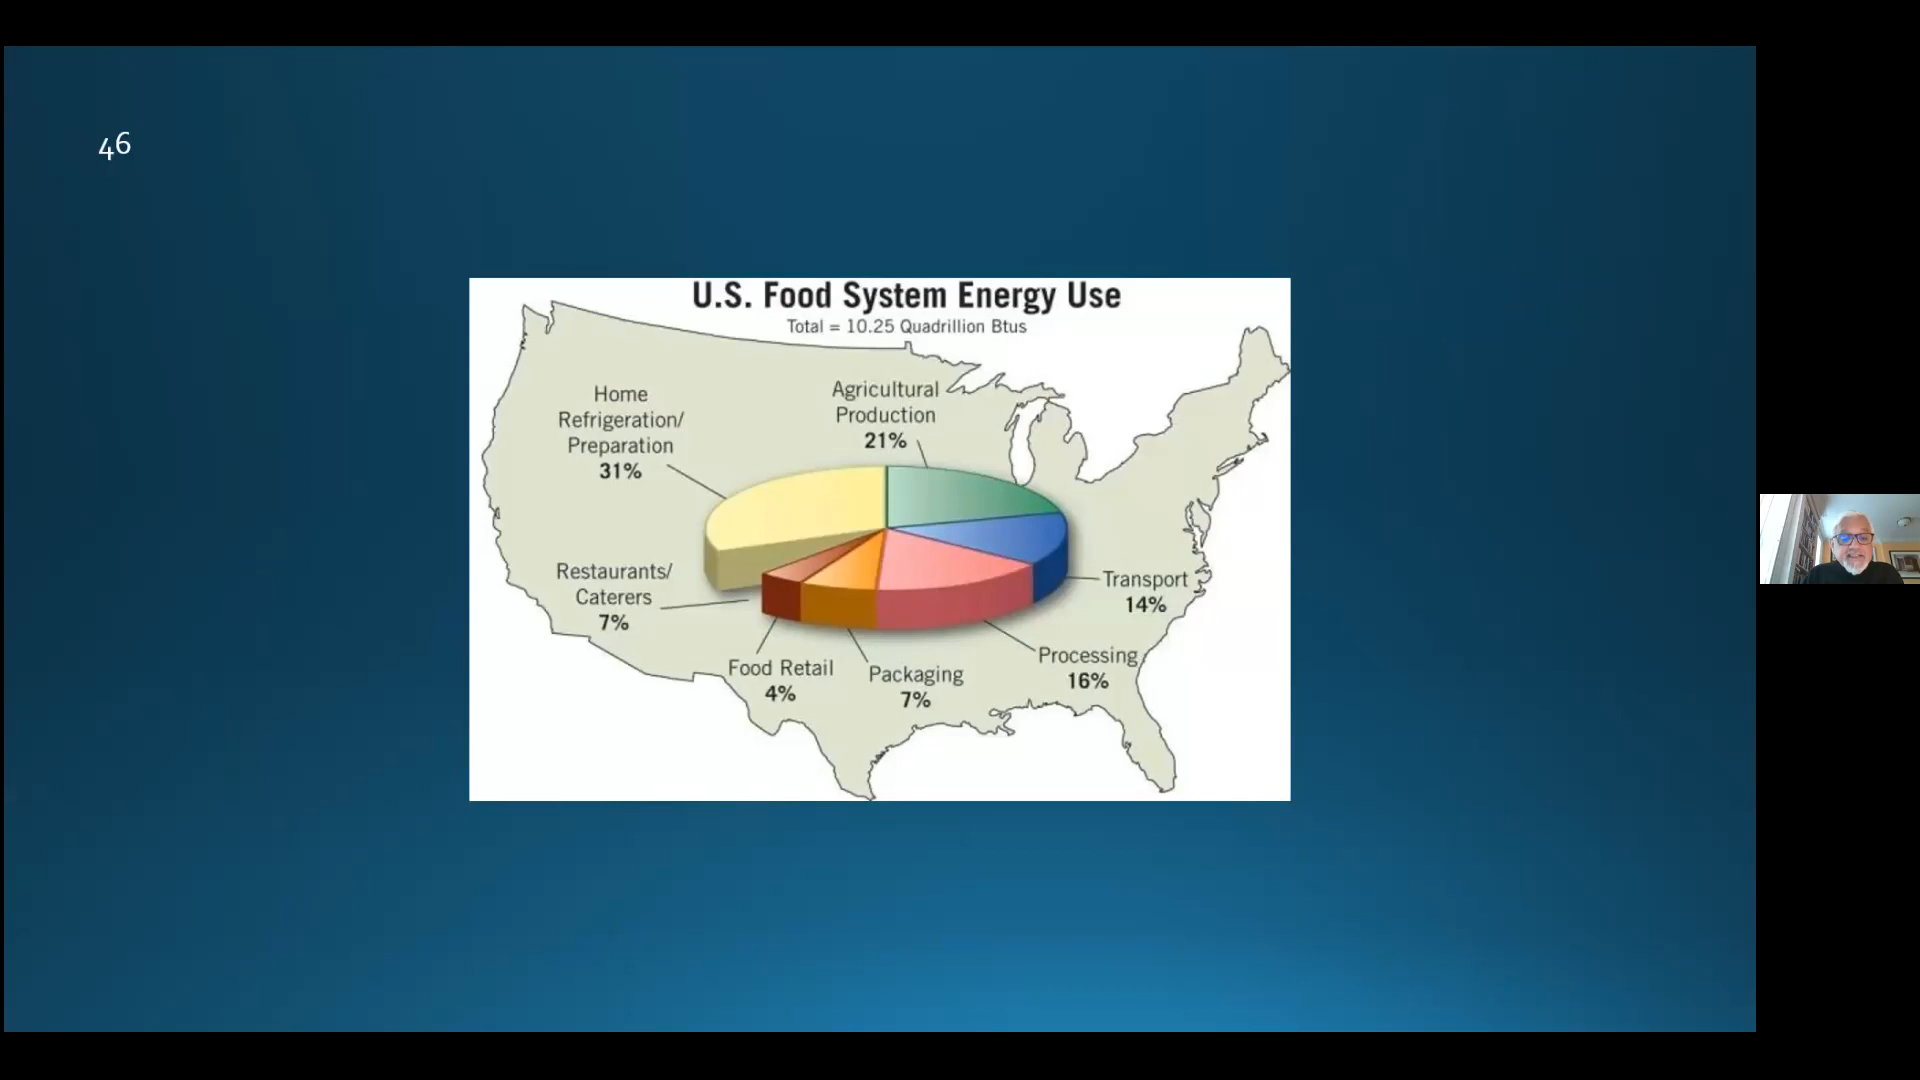 46
U.S. Food System Energy Use
Total = 10.25 Quadrillion Btus
Home
Refrigeration/
Preparation
31%
Agricultural
Production
21%
Restaurants/
Caterers
7%
Transport
14%
Food Retail
4%
Packaging
7%
Processing
16%